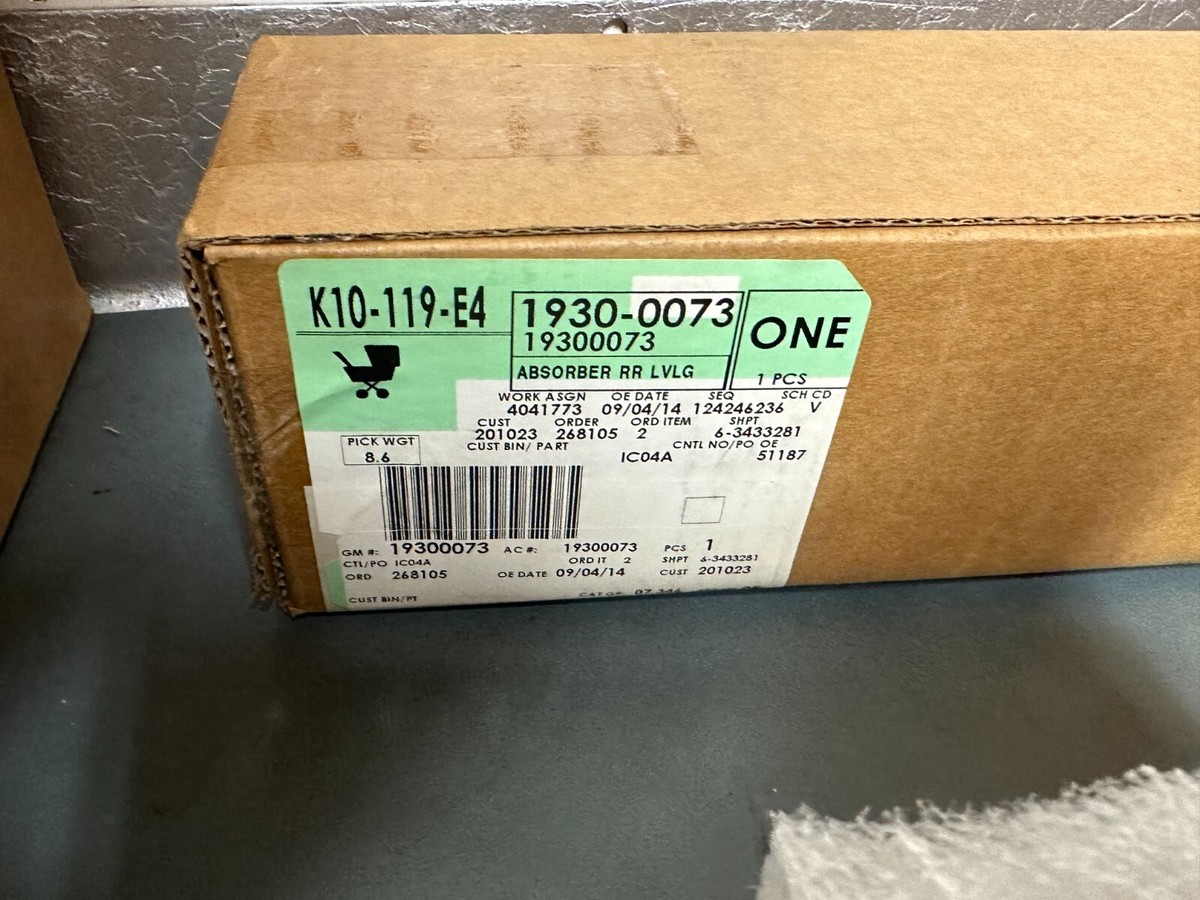 K10-119-E4
1930-0073
19300073
ABSORBER RR LVLG
ONE
1 PCS
WORK ASGN OE DATE SEQ SCH CD
4041773 09/04/14 124246236 V
CUST ORDER ORD ITEM SHPT
201023 268105 2 6-3433281
CUST BIN/ PART CNTL NO/PO OE
IC04A 51187
PICK WGT
8.6
GM #: 19300073 AC #: 19300073 PCS 1
CTL/PO IC04A ORD IT 2 SHPT 6-3433281
ORD 268105 OE DATE 09/04/14 CUST 201023
CUST BIN/PT